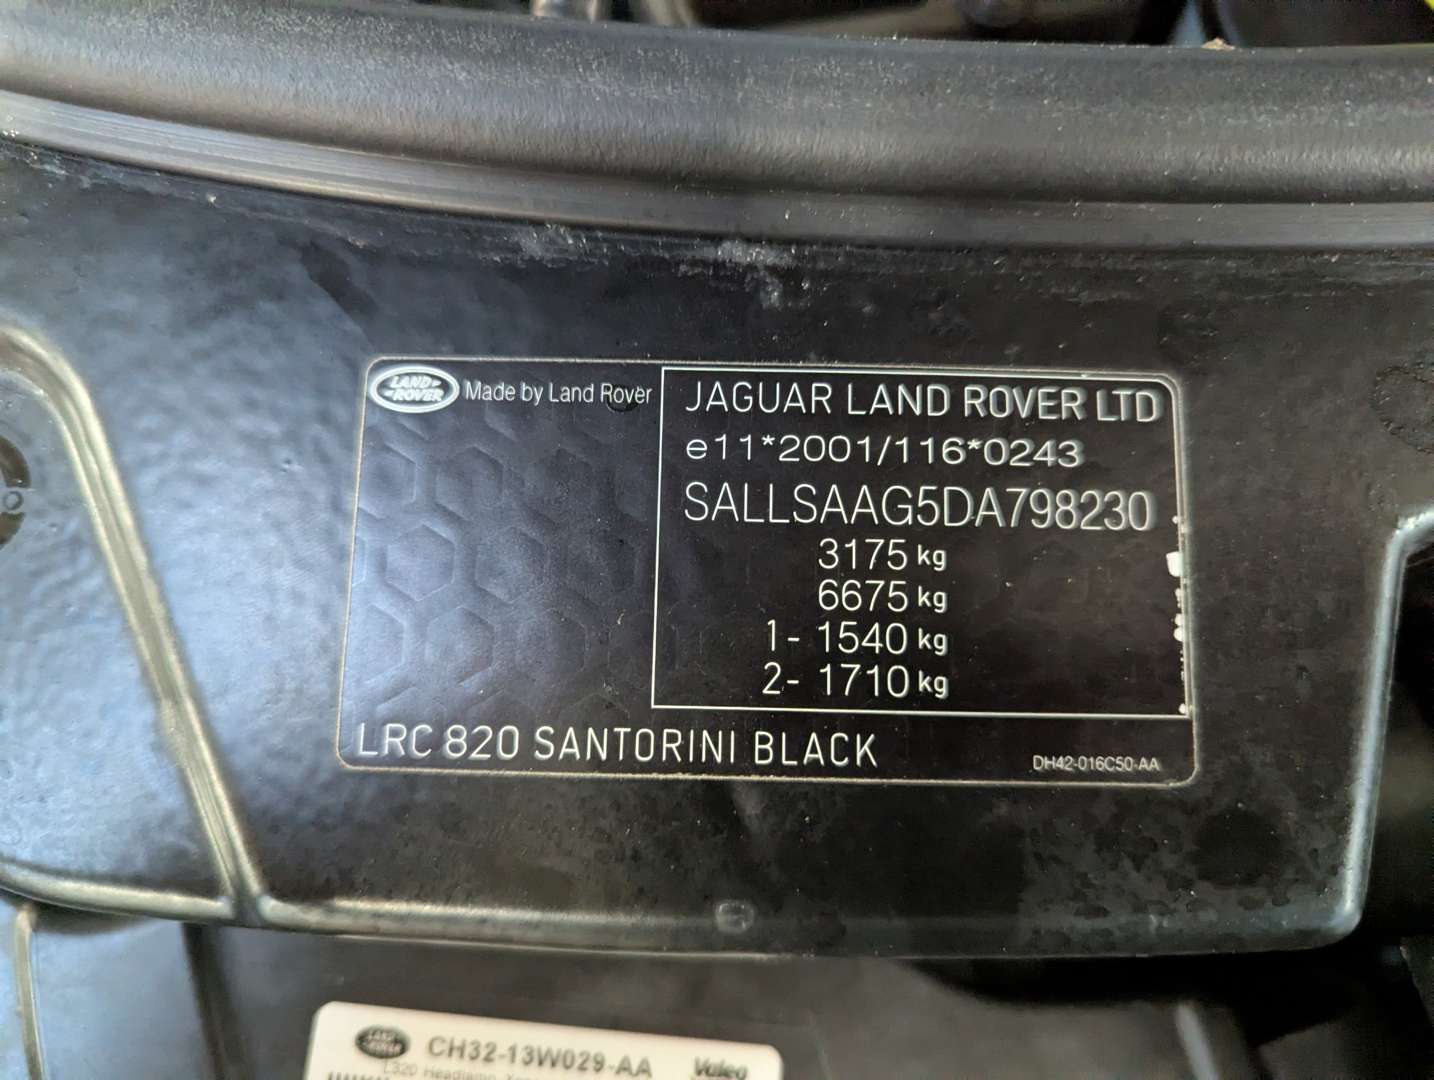 LAND ROVER
Made by Land Rover
JAGUAR LAND ROVER LTD
e11*2001/116*0243
SALLSAAG5DA798230
3175 kg
6675 kg
1- 1540 kg
2- 1710 kg
LRC 820 SANTORINI BLACK
DH42-016C50-AA
LAND ROVER
CH32-13W029-AA
Valeo
L320 Headlamp